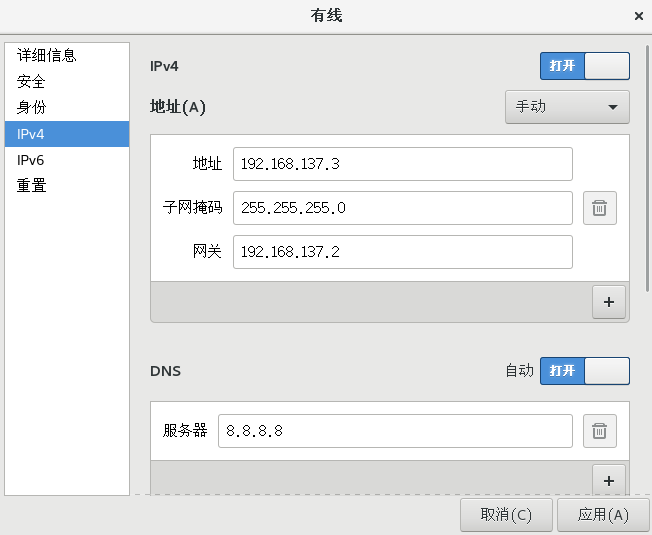 有线
详细信息
安全
身份
IPv4
IPv6
重置
IPv4 打开
地址(A) 手动
地址 192.168.137.3
子网掩码 255.255.255.0
网关 192.168.137.2
+
DNS 自动 打开
服务器 8.8.8.8
+
取消(C) 应用(A)